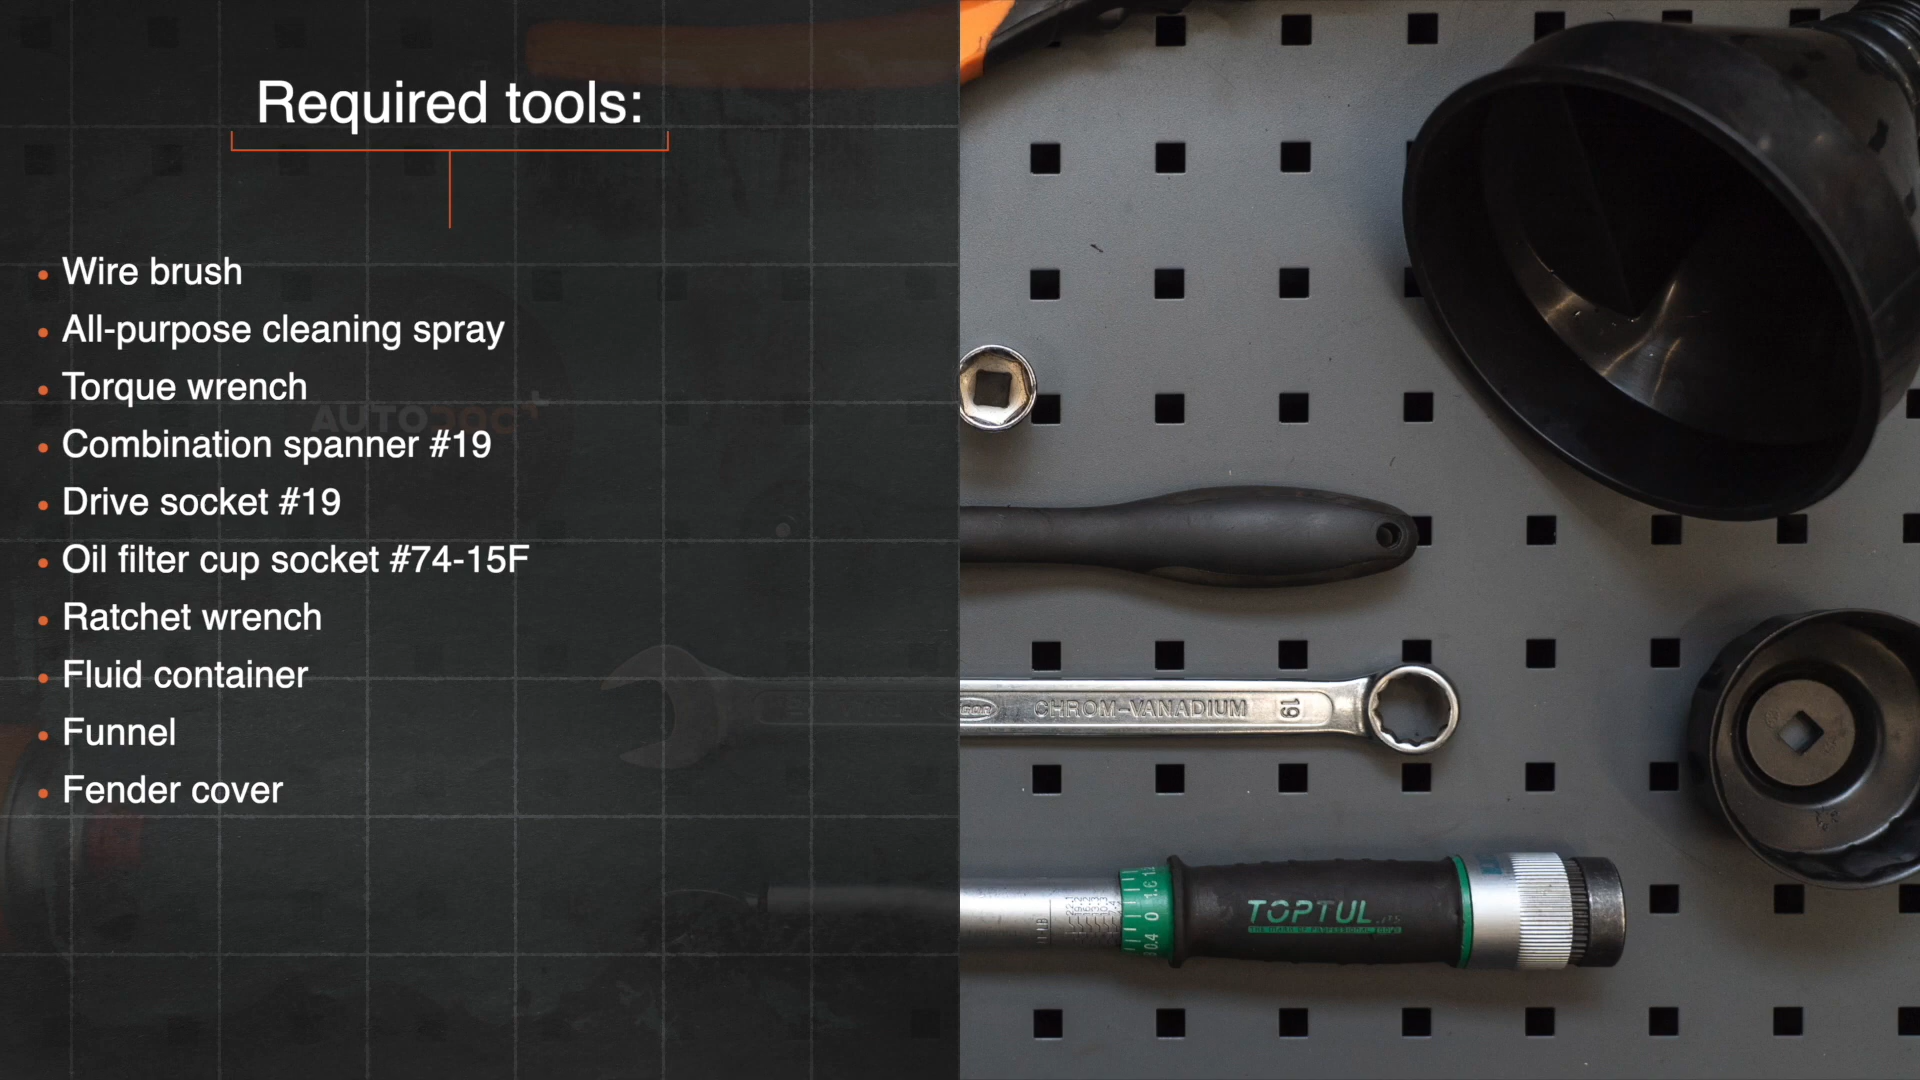 Required tools:
Wire brush
All-purpose cleaning spray
Torque wrench
AUTODOC
Combination spanner #19
Drive socket #19
Oil filter cup socket #74-15F
Ratchet wrench
Fluid container
Funnel
Fender cover
CHROM-VANADIUM 19
TOPTUL